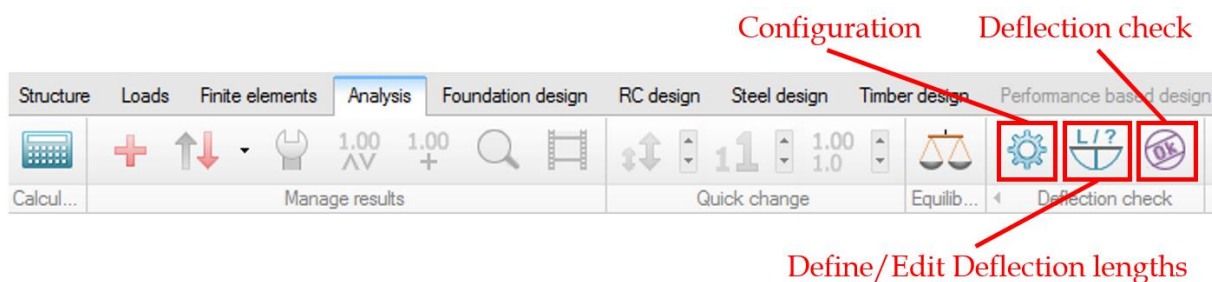 Configuration Deflection check
Structure Loads Finite elements Analysis Foundation design RC design Steel design Timber design Performance based design
1.00 1.00 1.00 L/?
11 1.0 OK
Calcul... Manage results Quick change Equilib... Deflection check
Define/Edit Deflection lengths